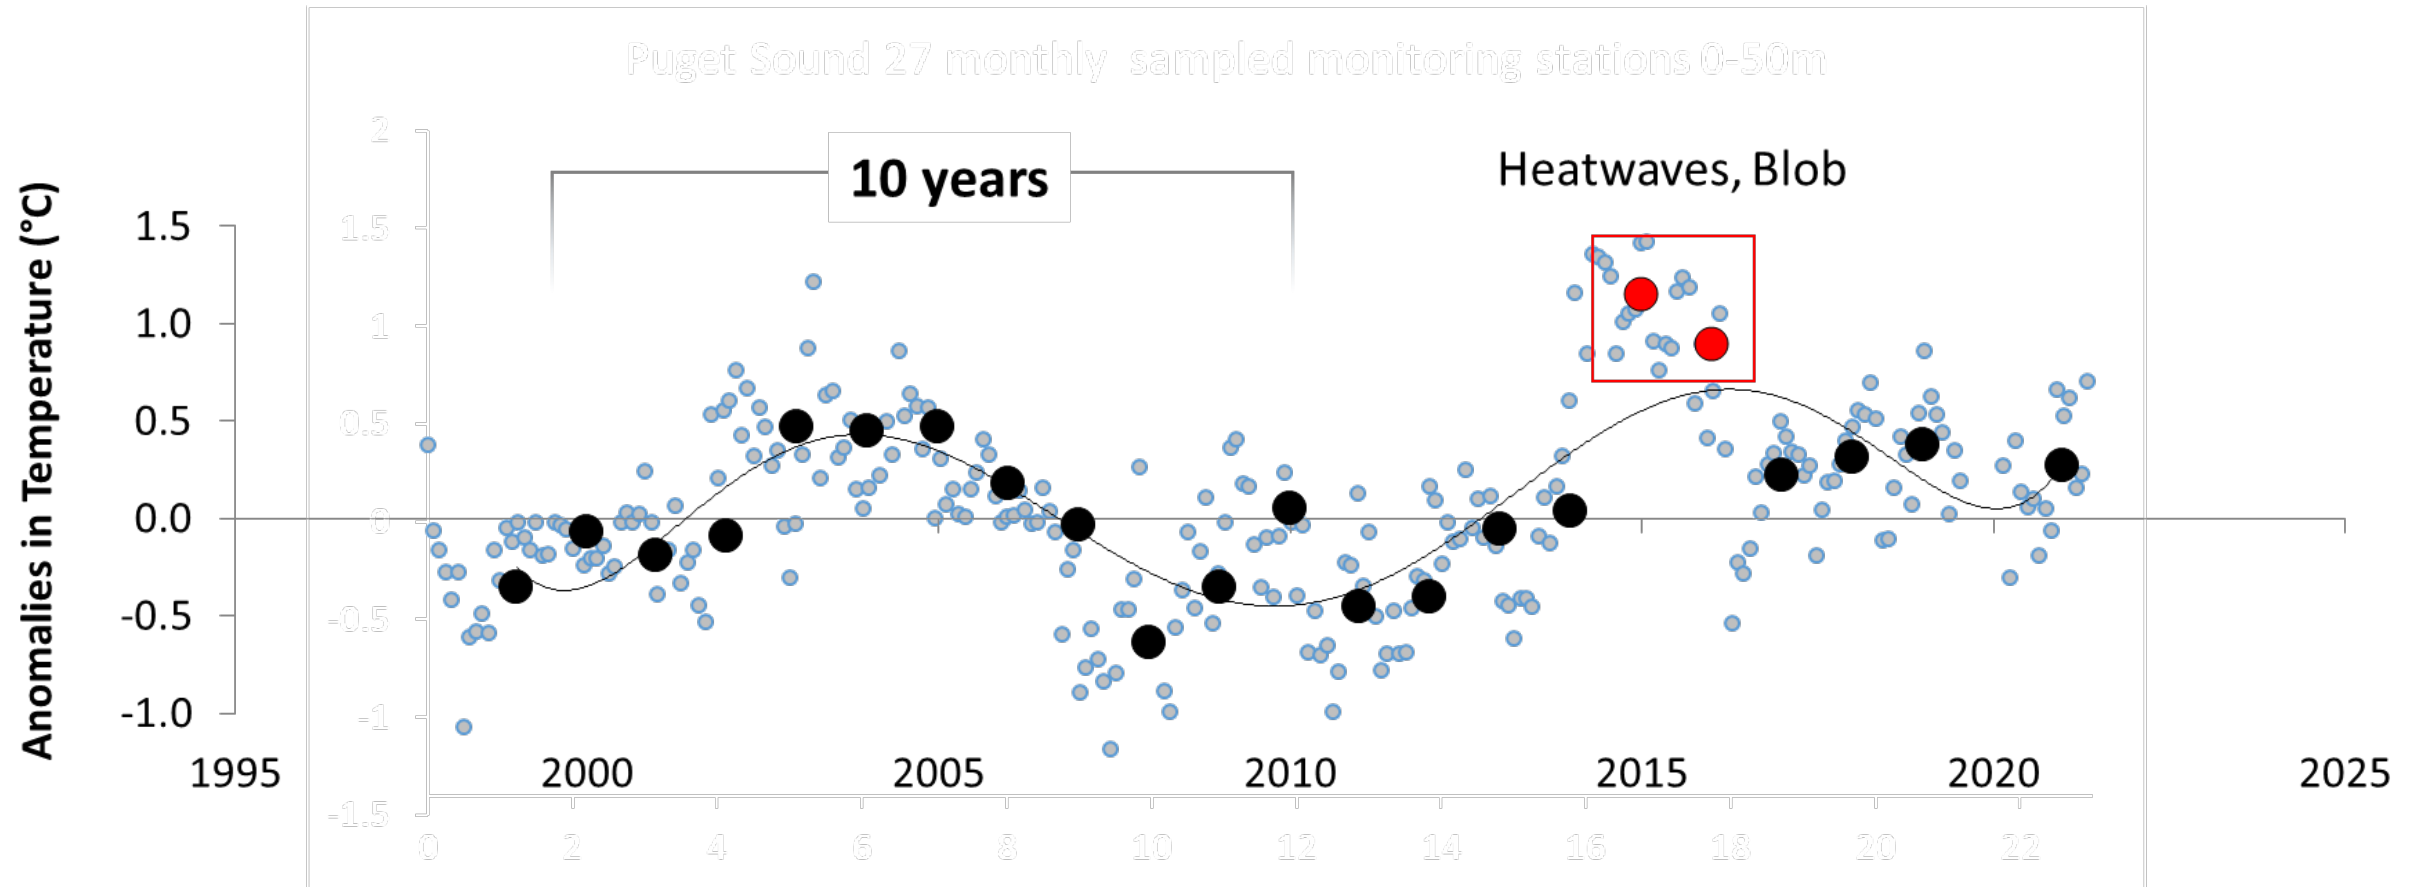 Puget Sound 27 monthly sampled monitoring stations 0-50m
10 years
Heatwaves, Blob
Anomalies in Temperature (°C)
1.5
1.0
0.5
0.0
-0.5
-1.0
2
1.5
1
0.5
0
-0.5
-1
-1.5
1995 2000 2005 2010 2015 2020 2025
0 2 4 6 8 10 12 14 16 18 20 22